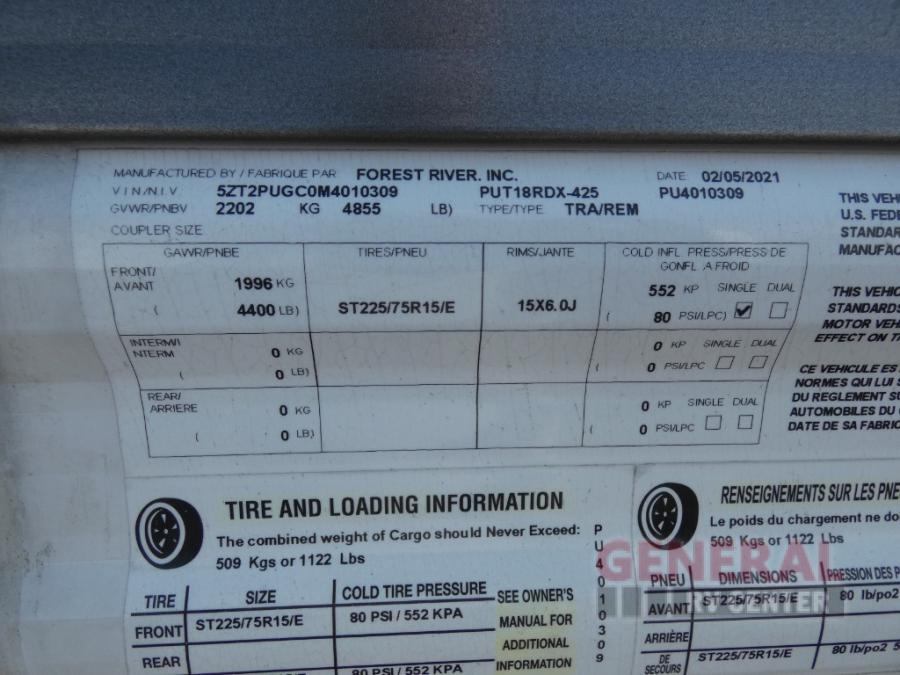 MANUFACTURED BY / FABRIQUE PAR FOREST RIVER. INC. DATE: 02/05/2021
V I N/N.I.V 5ZT2PUGC0M4010309 PUT18RDX-425 PU4010309
GVWR/PNBV 2202 KG 4855 LB) TYPE/TYPE TRA/REM
COUPLER SIZE
GAWR/PNBE TIRES/PNEU RIMS/JANTE COLD INFL PRESS/PRESS DE GONFL A FROID
FRONT/ AVANT 1996 KG 552 KP SINGLE DUAL
( 4400 LB) ST225/75R15/E 15X6.0J ( 80 PSI/LPC)
INTERM/I NTERM 0 KG 0 KP SINGLE DUAL
( 0 LB) ( 0 PSI/LPC
REAR/ ARRIERE 0 KG 0 KP SINGLE DUAL
( 0 LB) ( 0 PSI/LPC
THIS VEH
U.S. FEDE
STANDAR
MANUFAC
THIS VEHIC
STANDARDS
MOTOR VEH
EFFECT ON T
CE VEHICULE ES
NORMES QUI LUI S
DU REGLEMENT SU
AUTOMOBILES DU
DATE DE SA FABRIC
TIRE AND LOADING INFORMATION
The combined weight of Cargo should Never Exceed:
509 Kgs or 1122 Lbs
TIRE SIZE COLD TIRE PRESSURE
FRONT ST225/75R15/E 80 PSI / 552 KPA
REAR
80 PSI / 552 KPA
SEE OWNER'S
MANUAL FOR
ADDITIONAL
INFORMATION
PU4010309
RENSEIGNEMENTS SUR LES PNE
Le poids du chargement ne do
509 Kgs or 1122 Lbs
PNEU DIMENSIONS PRESSION DES P
AVANT ST225/75R15/E 80 lb/po2
ARRIÈRE
DE SECOURS ST225/75R15/E 80 lb/po2 5
GENERAL
RV CENTER